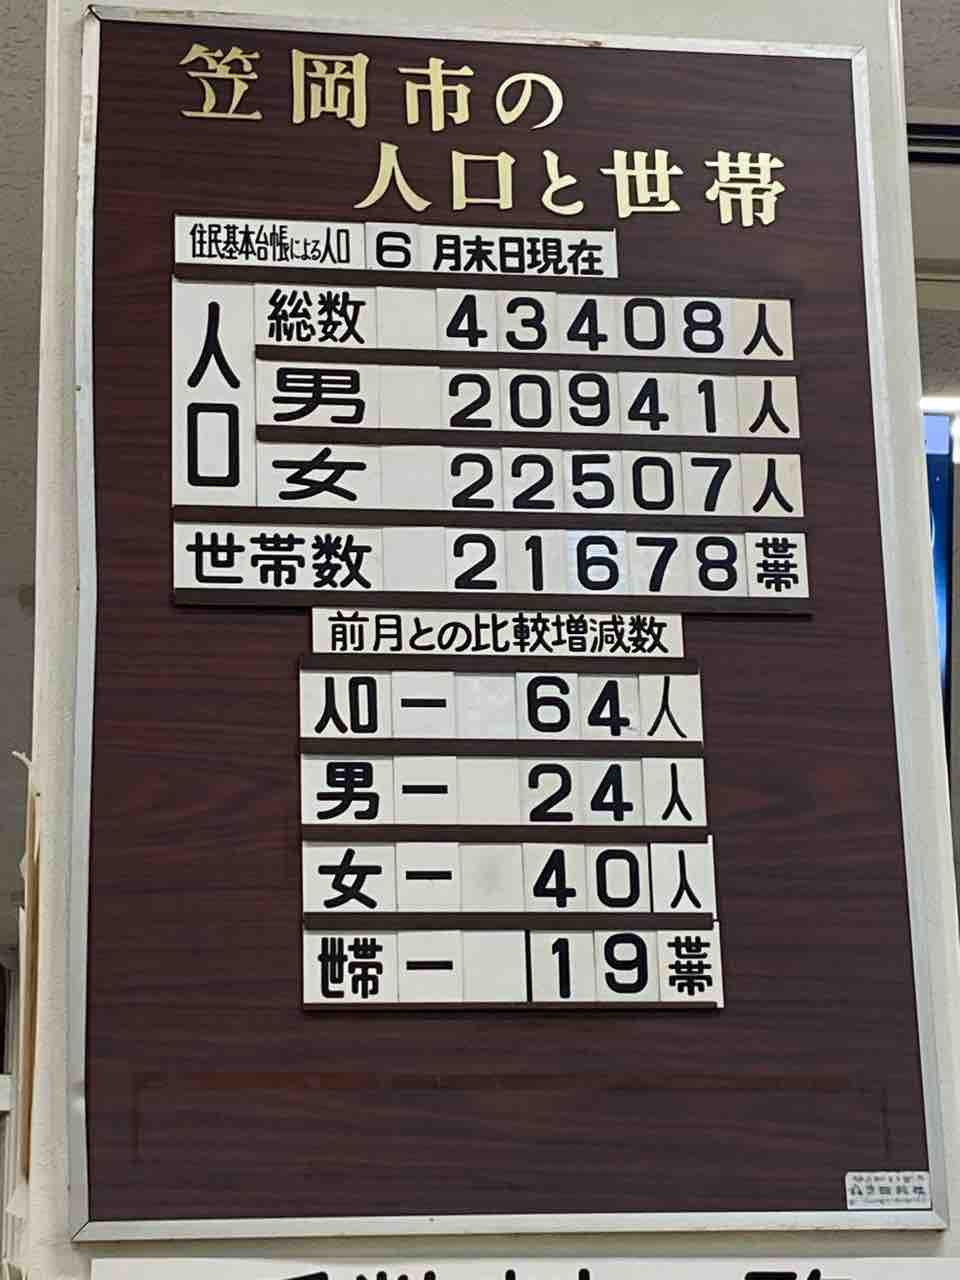 笠岡市の
人口と世帯
住民基本台帳による人口 6 月末日現在
人口
総数 43408人
男 20941人
女 22507人
世帯数 21678世帯
前月との比較増減数
人口 － 64人
男 － 24人
女 － 40人
世帯 － 19世帯